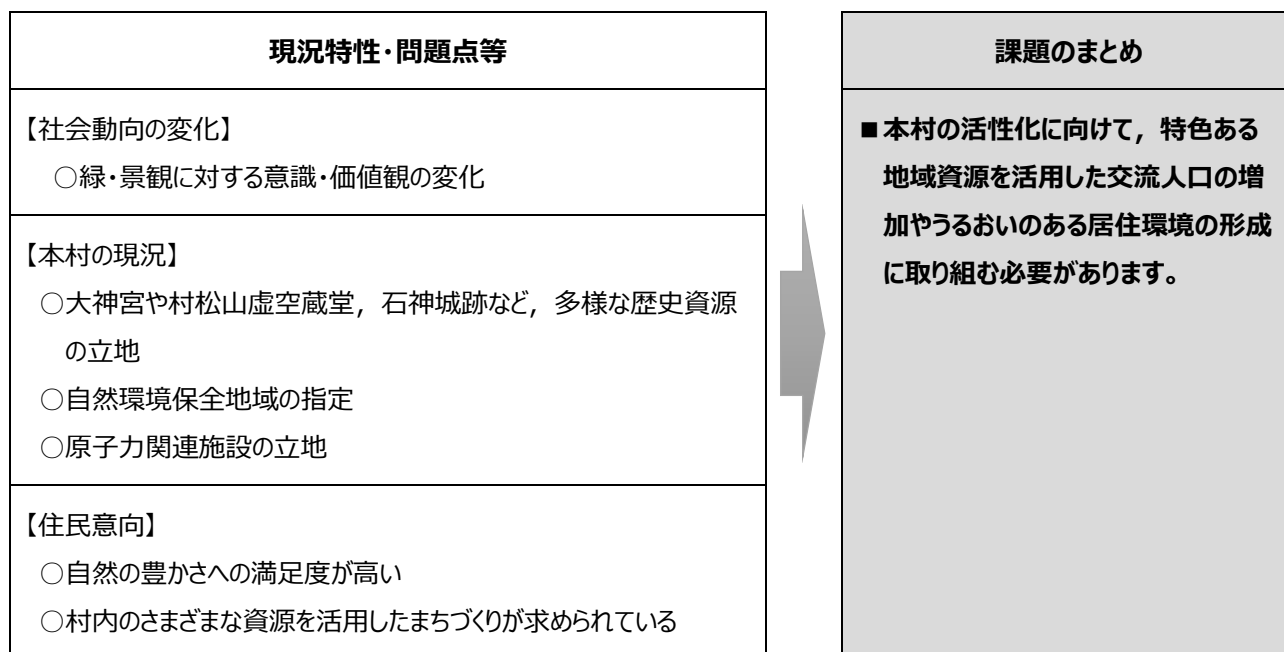 現況特性・問題点等
【社会動向の変化】
○緑・景観に対する意識・価値観の変化
【本村の現況】
○大神宮や村松山虚空蔵堂，石神城跡など，多様な歴史資源
の立地
○自然環境保全地域の指定
○原子力関連施設の立地
【住民意向】
○自然の豊かさへの満足度が高い
○村内のさまざまな資源を活用したまちづくりが求められている
課題のまとめ
■本村の活性化に向けて，特色ある
地域資源を活用した交流人口の増
加やうるおいのある居住環境の形成
に取り組む必要があります。